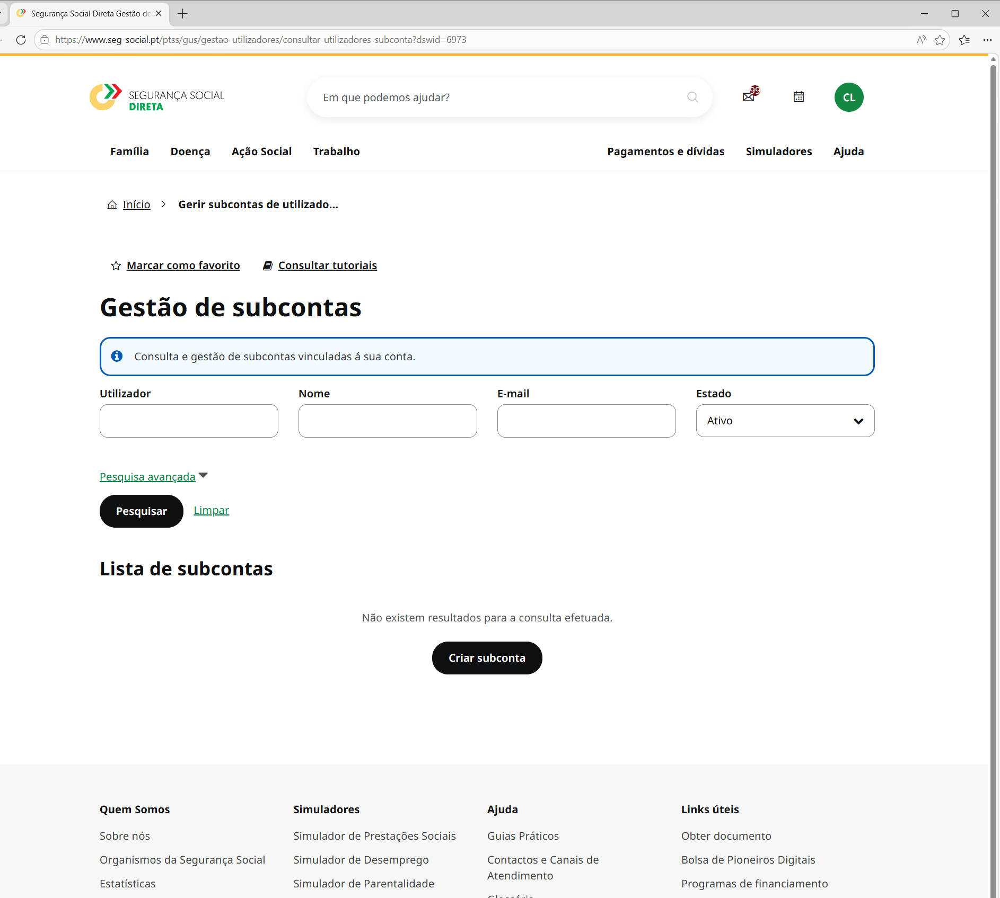 Segurança Social Direta Gestão de
https://www.seg-social.pt/ptss/gus/gestao-utilizadores/consultar-utilizadores-subconta?dswid=6973
SEGURANÇA SOCIAL
DIRETA
Em que podemos ajudar?
99
CL
Família
Doença
Ação Social
Trabalho
Pagamentos e dívidas
Simuladores
Ajuda
Início
Gerir subcontas de utilizado...
Marcar como favorito
Consultar tutoriais
Gestão de subcontas
Consulta e gestão de subcontas vinculadas á sua conta.
Utilizador
Nome
E-mail
Estado
Ativo
Pesquisa avançada
Pesquisar
Limpar
Lista de subcontas
Não existem resultados para a consulta efetuada.
Criar subconta
Quem Somos
Sobre nós
Organismos da Segurança Social
Estatísticas
Simuladores
Simulador de Prestações Sociais
Simulador de Desemprego
Simulador de Parentalidade
Ajuda
Guias Práticos
Contactos e Canais de
Atendimento
Glossário
Links úteis
Obter documento
Bolsa de Pioneiros Digitais
Programas de financiamento